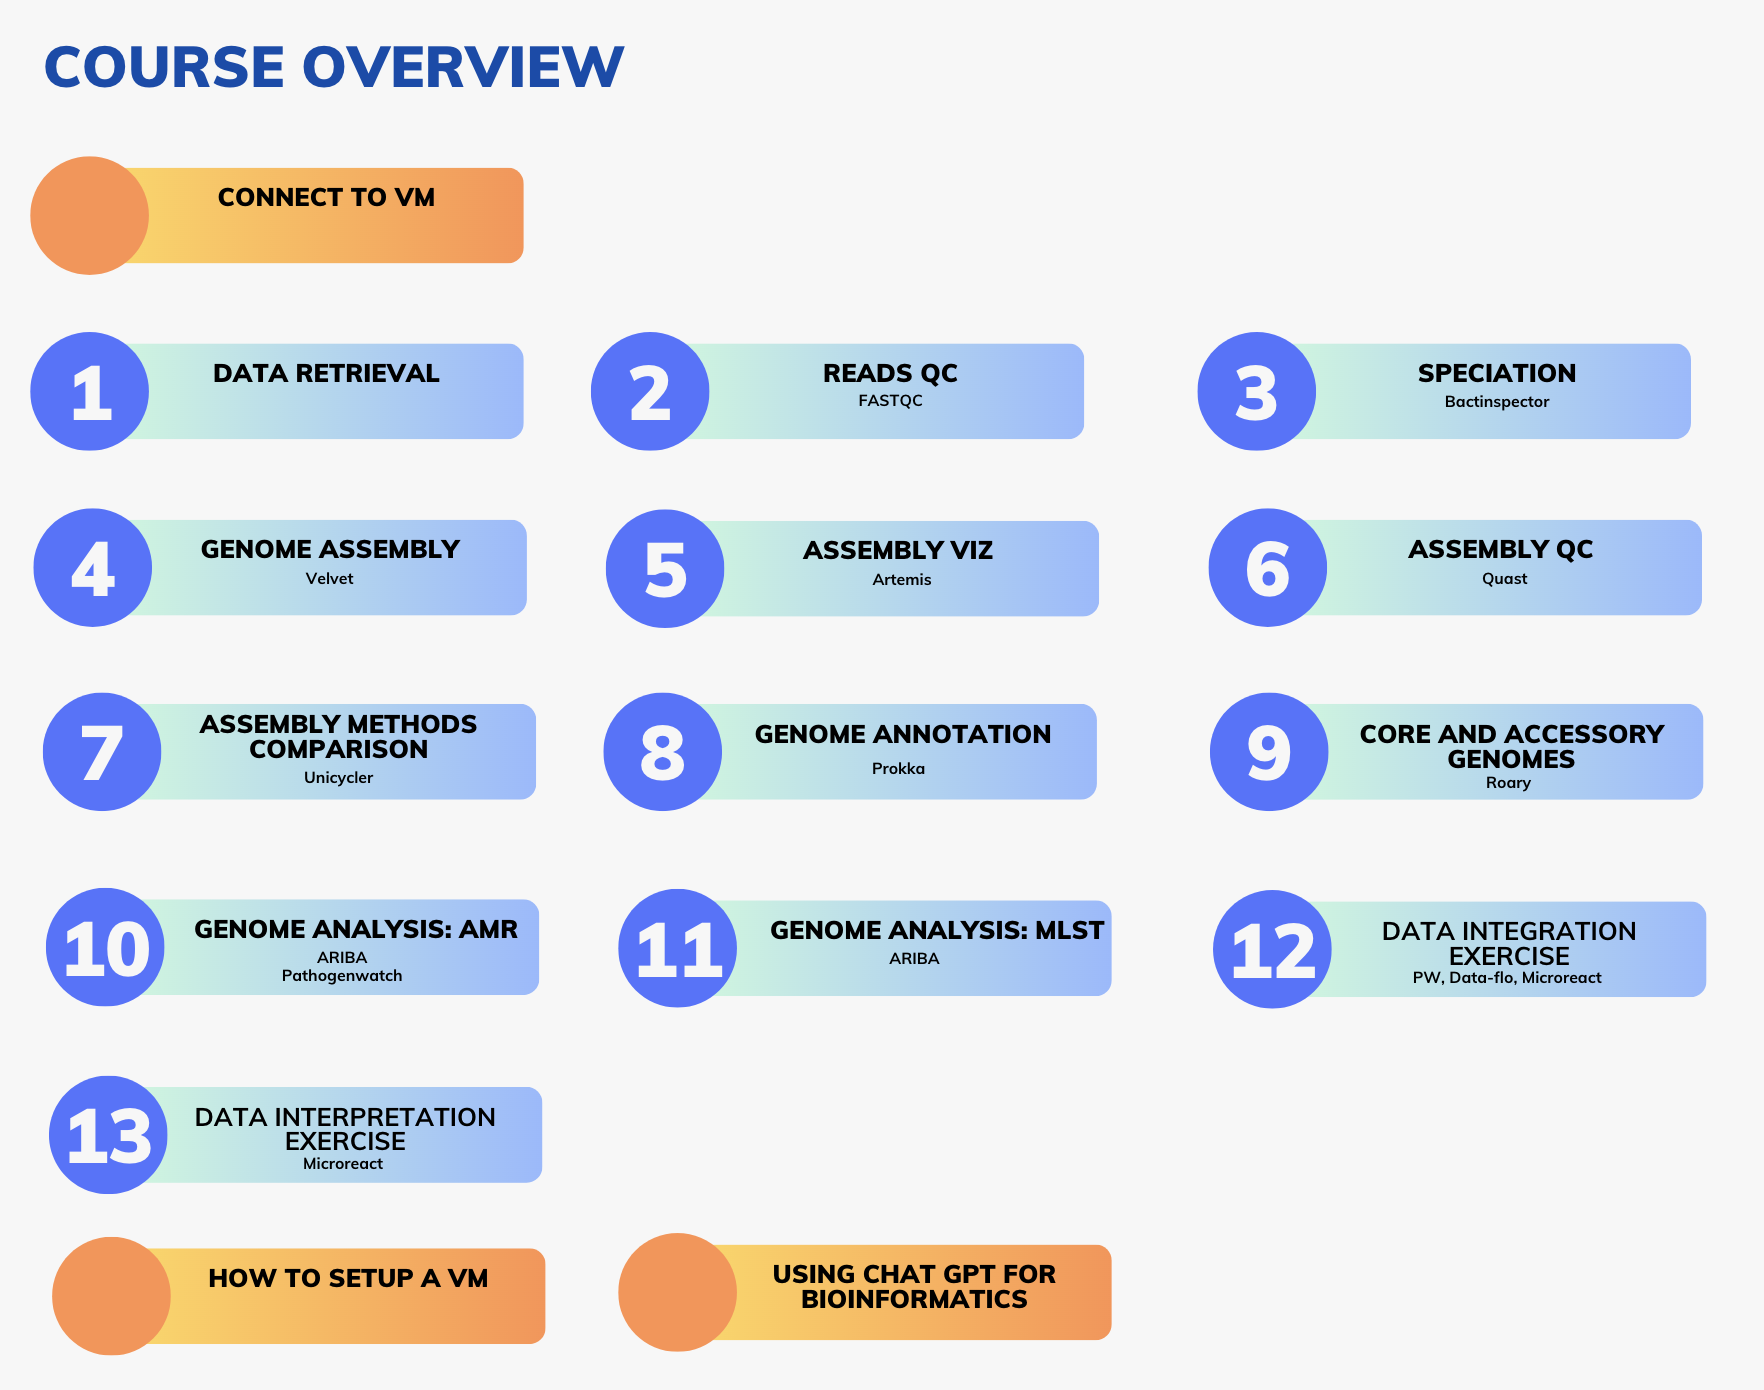 COURSE OVERVIEW
CONNECT TO VM
1
DATA RETRIEVAL
2
READS QC
FASTQC
3
SPECIATION
Bactinspector
4
GENOME ASSEMBLY
Velvet
5
ASSEMBLY VIZ
Artemis
6
ASSEMBLY QC
Quast
7
ASSEMBLY METHODS
COMPARISON
Unicycler
8
GENOME ANNOTATION
Prokka
9
CORE AND ACCESSORY
GENOMES
Roary
10
GENOME ANALYSIS: AMR
ARIBA
Pathogenwatch
11
GENOME ANALYSIS: MLST
ARIBA
12
DATA INTEGRATION
EXERCISE
PW, Data-flo, Microreact
13
DATA INTERPRETATION
EXERCISE
Microreact
HOW TO SETUP A VM
USING CHAT GPT FOR
BIOINFORMATICS